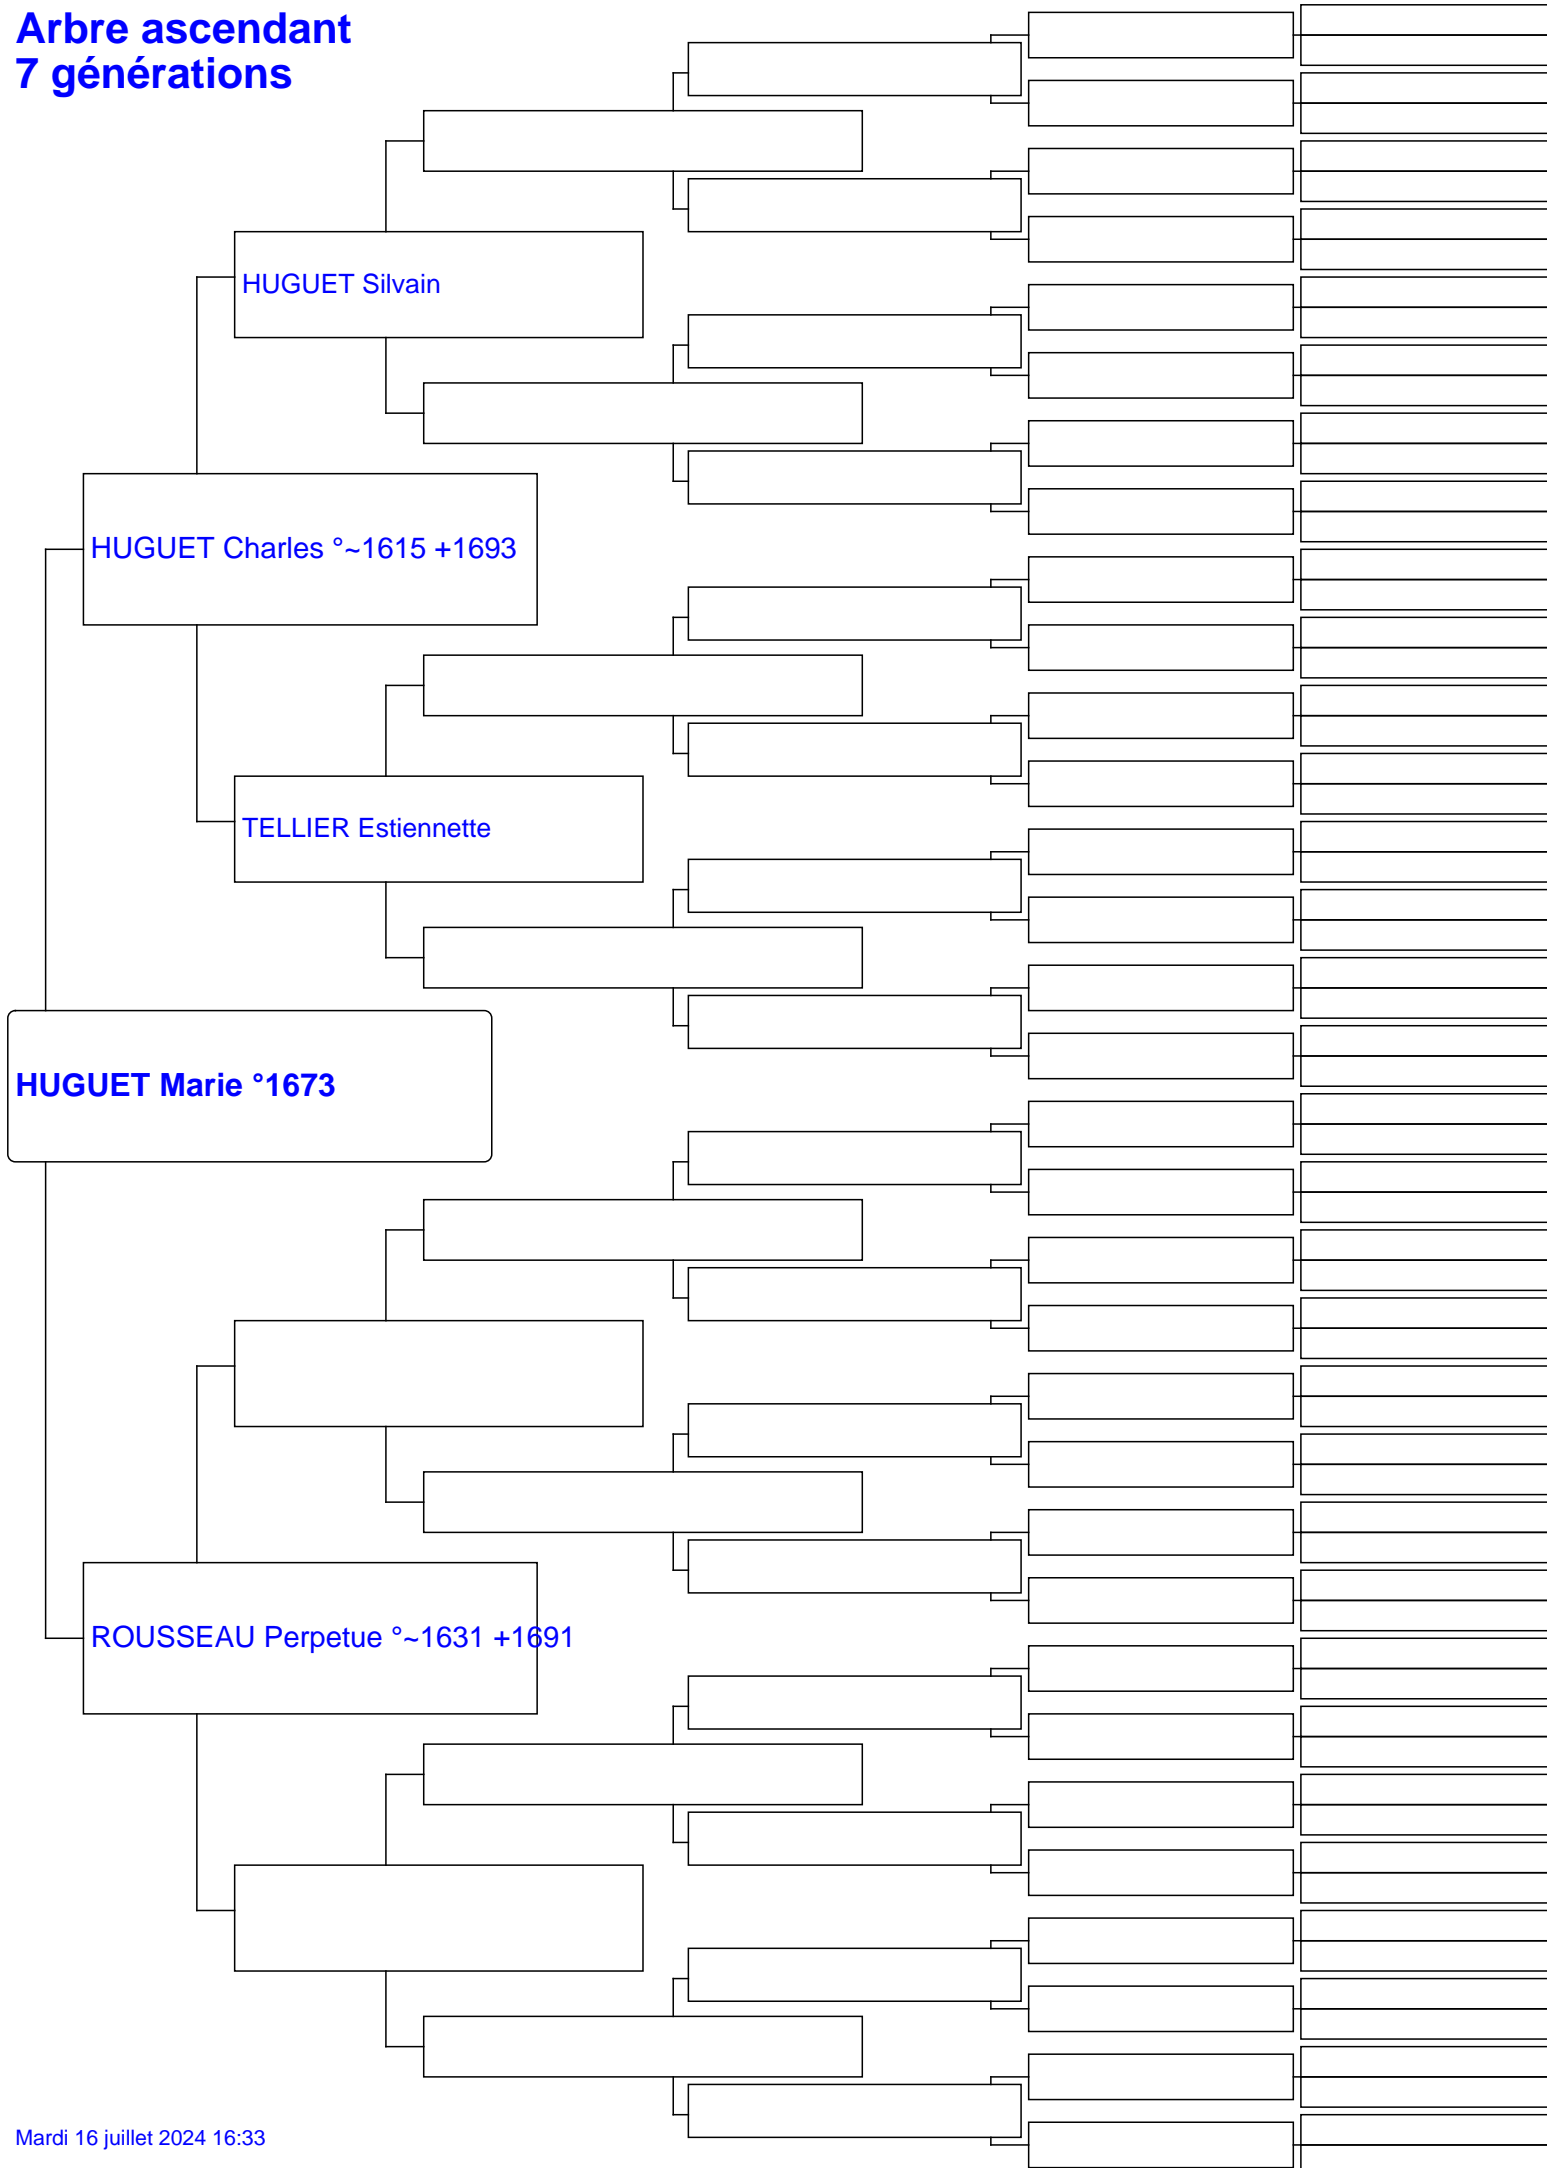 Arbre ascendant
7 générations
HUGUET Silvain
HUGUET Charles °~1615 +1693
TELLIER Estiennette
HUGUET Marie °1673
ROUSSEAU Perpetue °~1631 +1691
Mardi 16 juillet 2024 16:33